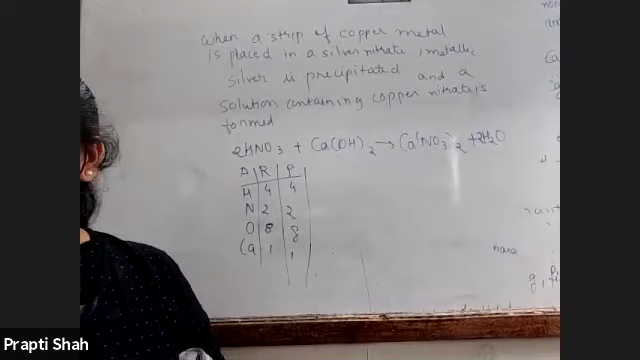 when a strip of copper metal
is placed in a silver nitrate, metallic
silver is precipitated and a
solution containing copper nitrate is
formed
2HNO3 + Ca(OH)2 → Ca(NO3)2 + 2H2O
A R P
H 4 4
N 2 2
O 8 8
Ca 1 1
Prapti Shah